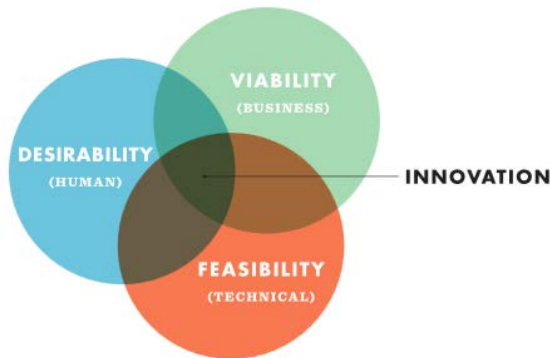 VIABILITY
(BUSINESS)
DESIRABILITY
(HUMAN)
INNOVATION
FEASIBILITY
(TECHNICAL)